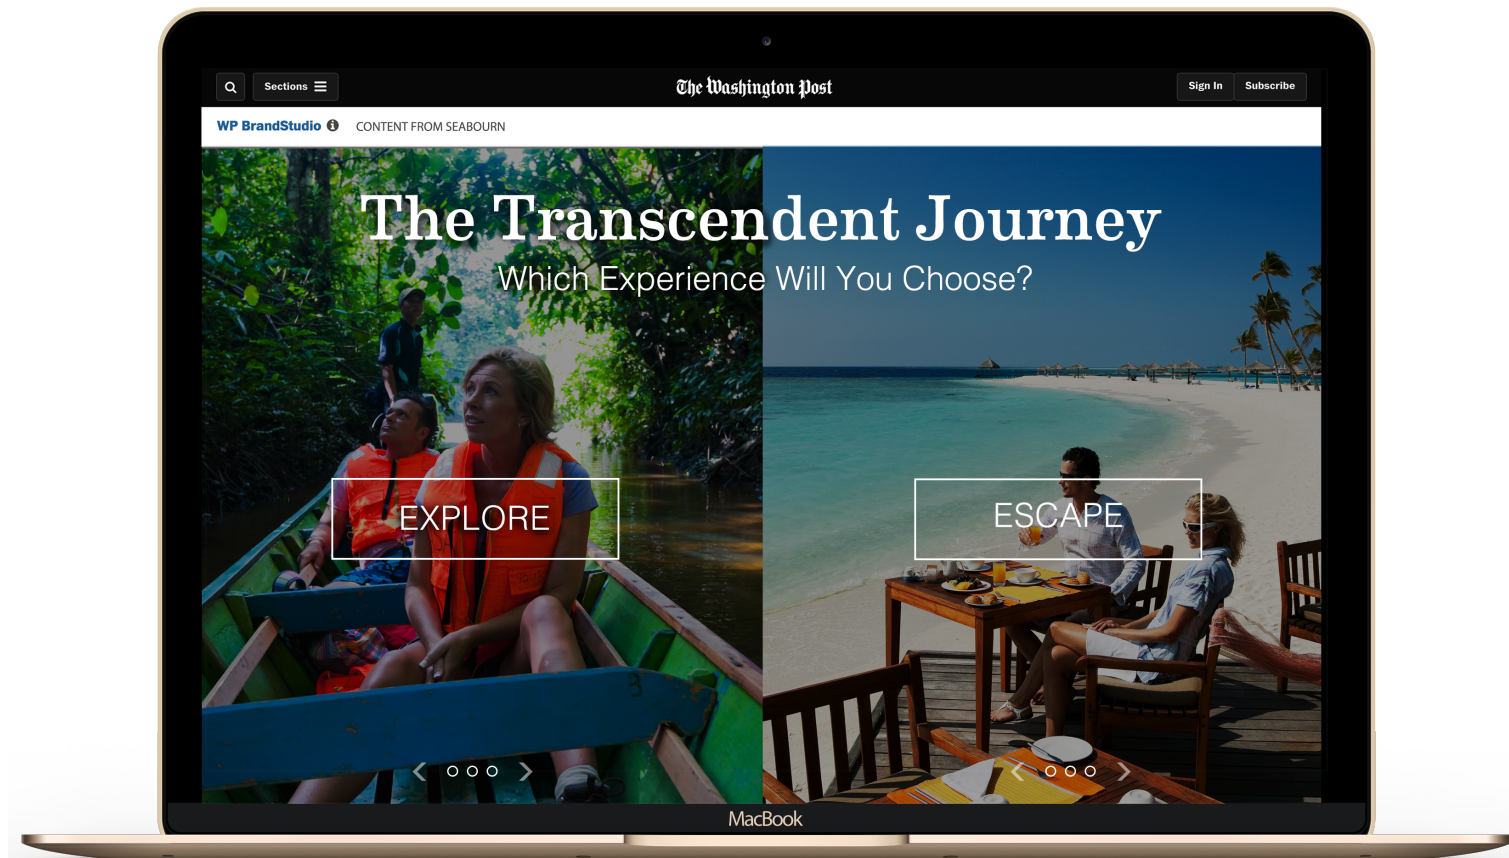 Sections
The Washington Post
Sign In
Subscribe
WP BrandStudio
CONTENT FROM SEABOURN
The Transcendent Journey
Which Experience Will You Choose?
EXPLORE
ESCAPE
MacBook